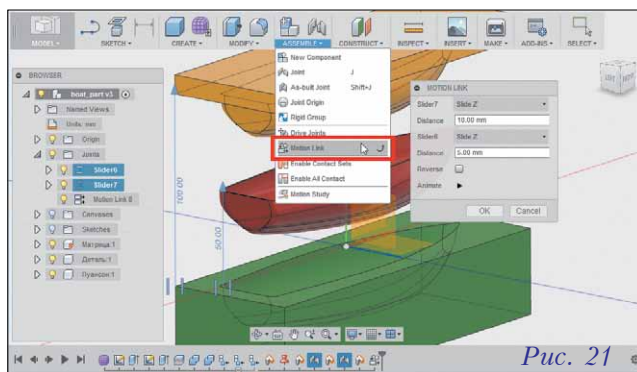 MODEL SKETCH CREATE MODIFY ASSEMBLE CONSTRUCT INSPECT INSERT MAKE ADD-INS SELECT
BROWSER
boat_part v3
Named Views
Units: mm
Origin
Joints
Slider6
Slider7
Motion Link 8
Canvases
Sketches
Матрица:1
Деталь:1
Пуансон:1
New Component
Joint J
As-built Joint Shift+J
Joint Origin
Rigid Group
Drive Joints
Motion Link
Enable Contact Sets
Enable All Contact
Motion Study
MOTION LINK
Slider7 Slide Z
Distance 10.00 mm
Slider6 Slide Z
Distance 5.00 mm
Reverse
Animate
OK Cancel
100.00
50.00
Рис. 21